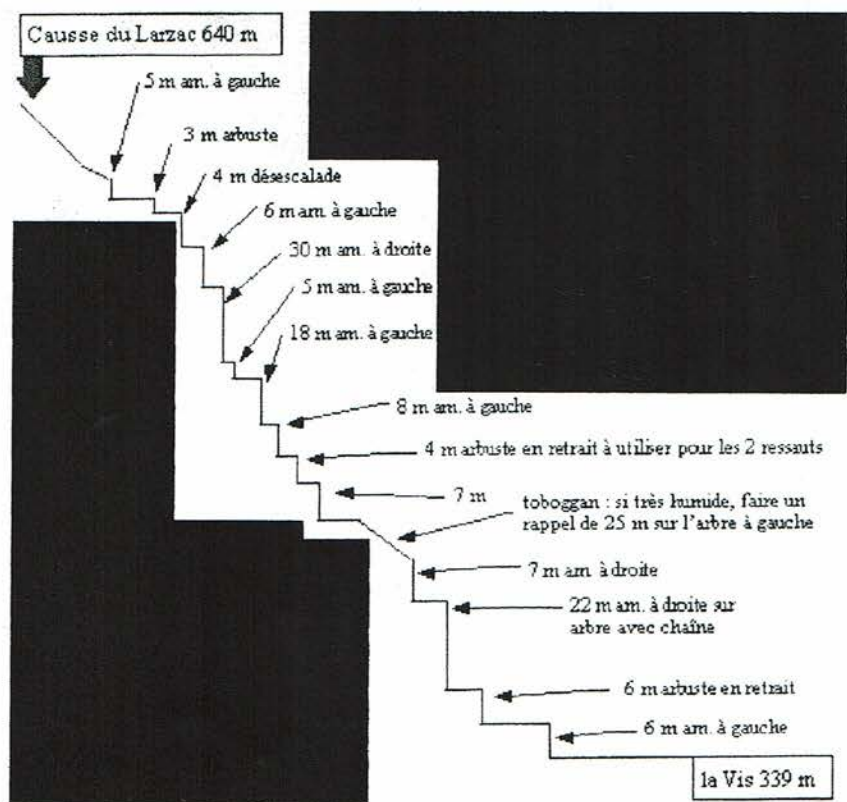 Causse du Larzac 640 m
5 m am. à gauche
3 m arbuste
4 m désescalade
6 m am. à gauche
30 m am. à droite
5 m am. à gauche
18 m am. à gauche
8 m am. à gauche
4 m arbuste en retrait à utiliser pour les 2 ressauts
7 m
toboggan : si très humide, faire un
rappel de 25 m sur l'arbre à gauche
7 m am. à droite
22 m am. à droite sur
arbre avec chaîne
6 m arbuste en retrait
6 m am. à gauche
la Vis 339 m